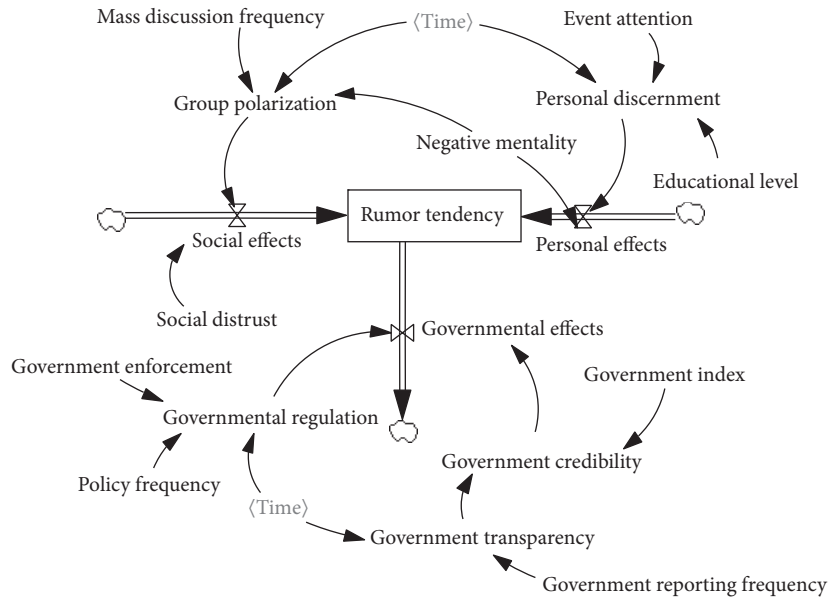 Mass discussion frequency
⟨Time⟩
Event attention
Group polarization
Personal discernment
Negative mentality
Educational level
Rumor tendency
Social effects
Personal effects
Social distrust
Governmental effects
Government enforcement
Government index
Governmental regulation
Government credibility
Policy frequency
⟨Time⟩
Government transparency
Government reporting frequency